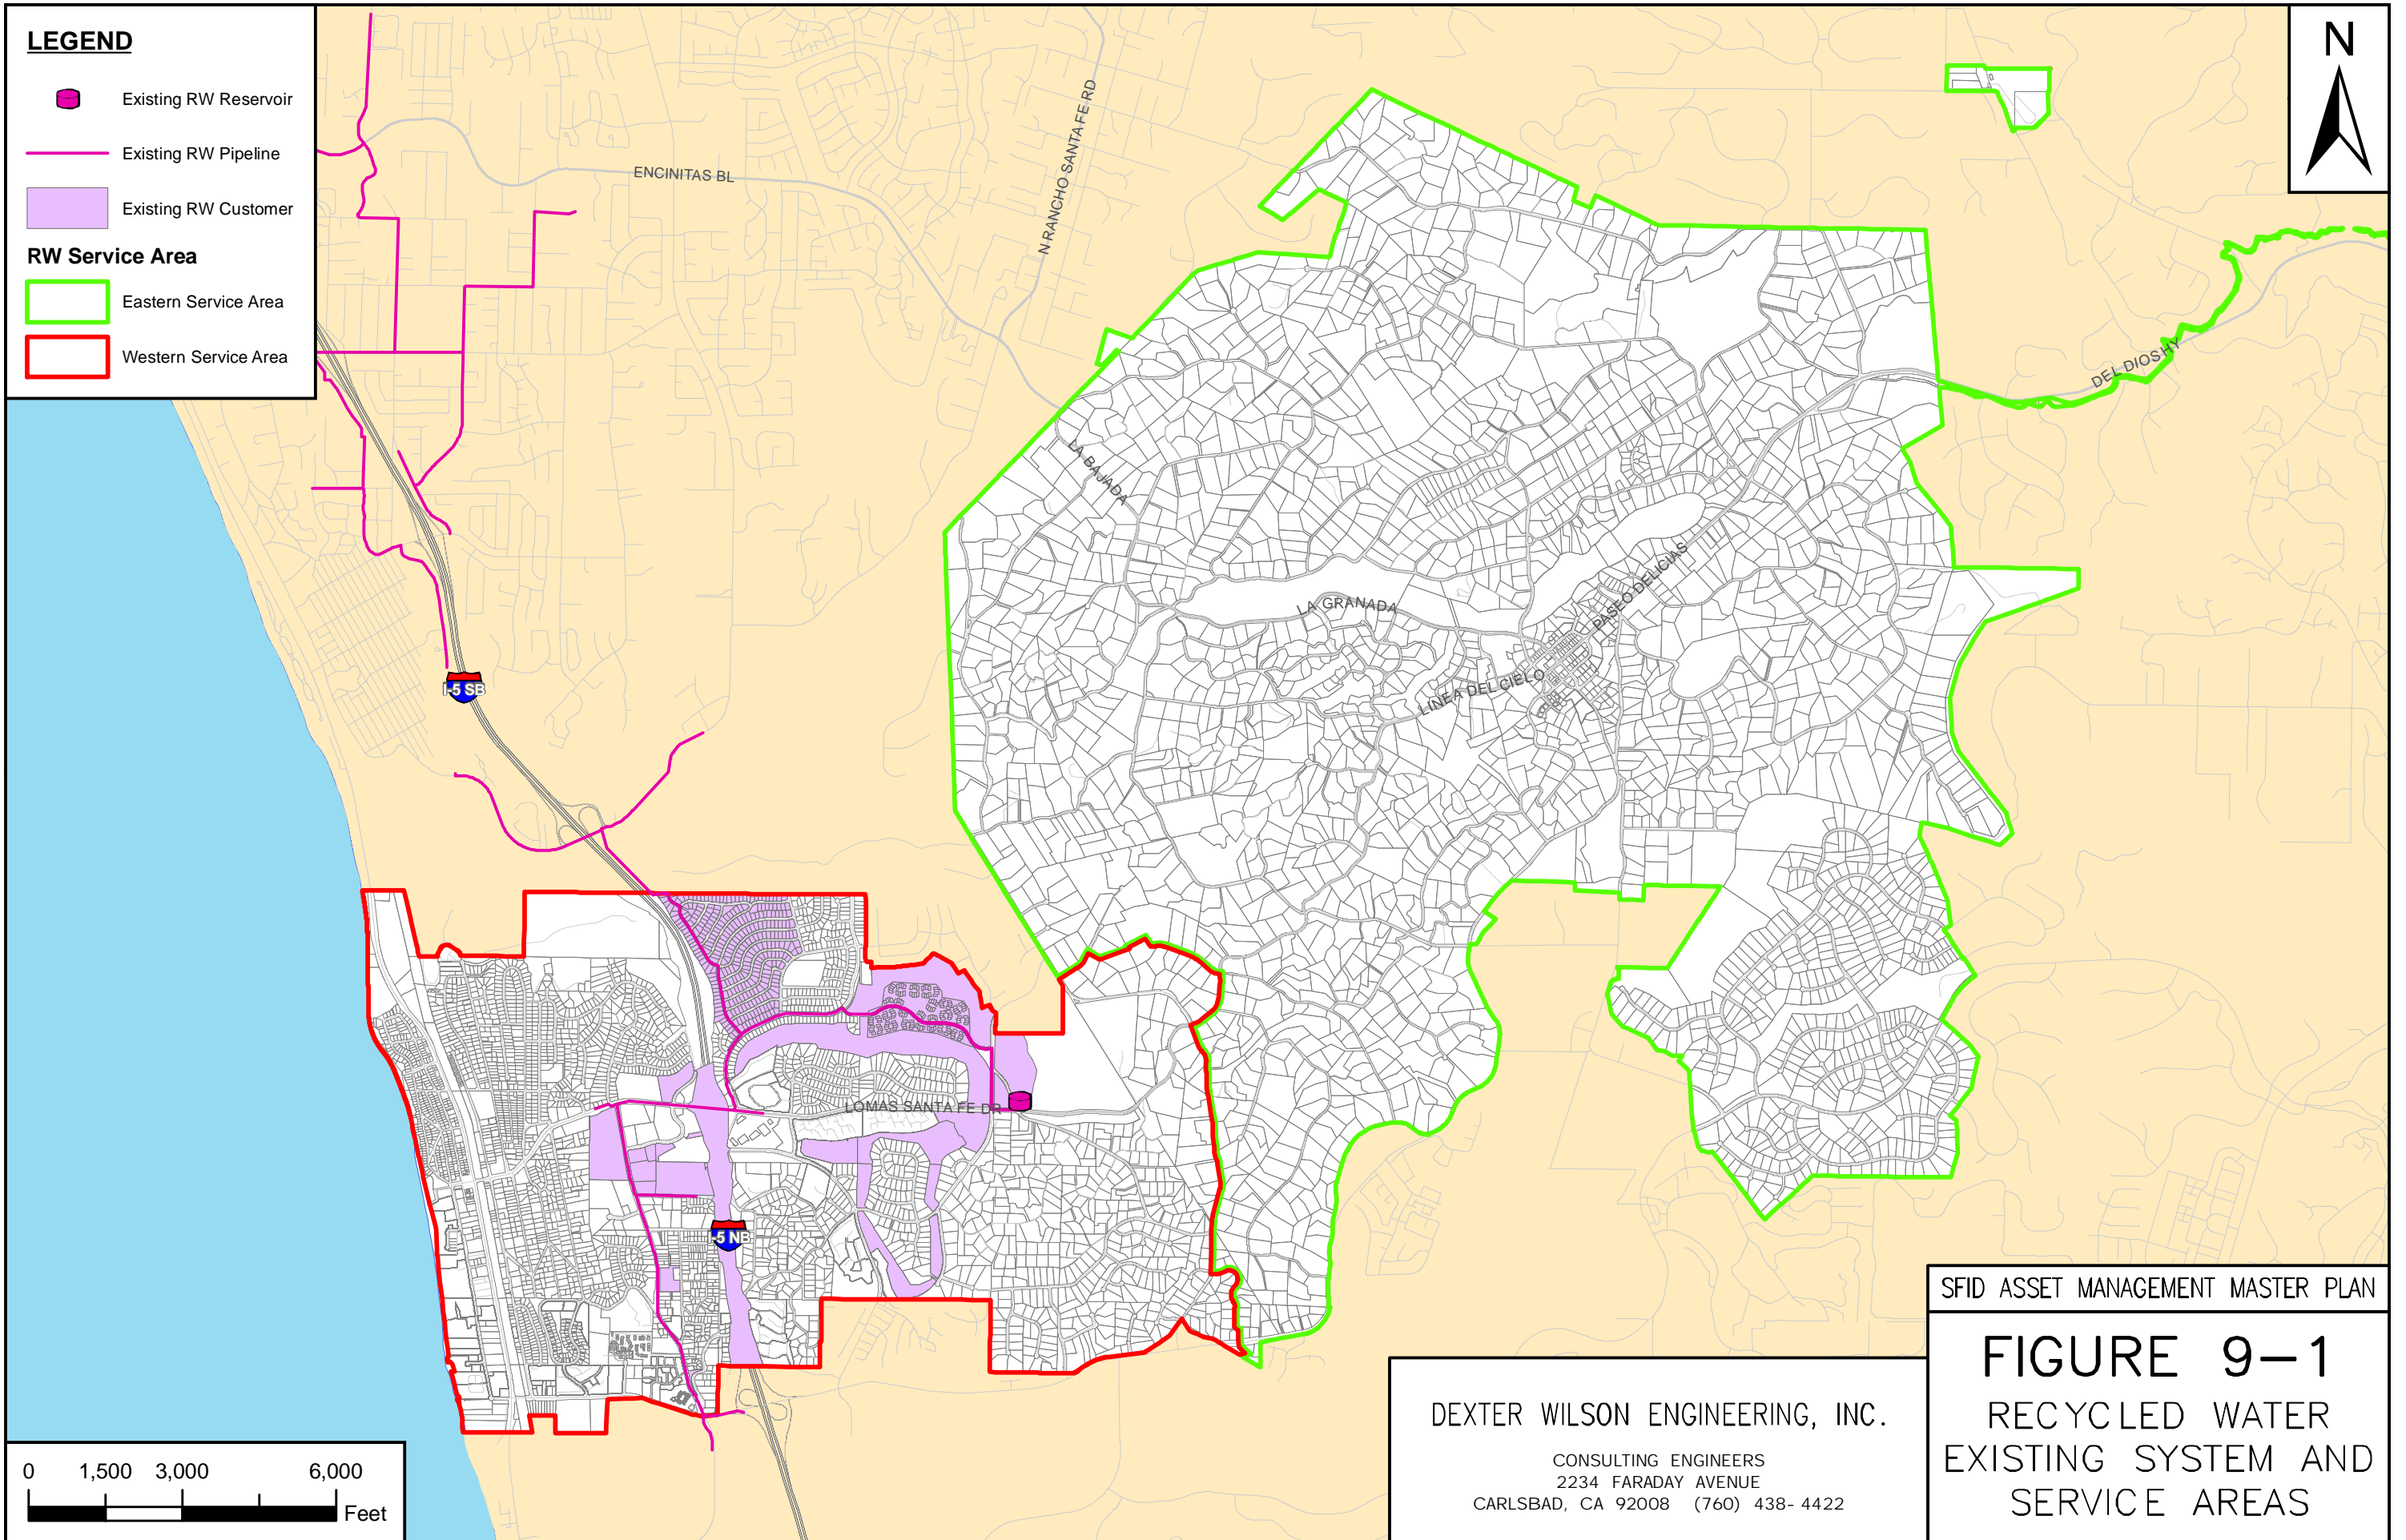 LEGEND
Existing RW Reservoir
Existing RW Pipeline
Existing RW Customer
RW Service Area
Eastern Service Area
Western Service Area
N
ENCINITAS BL
N RANCHO SANTA FE RD
DEL DIOS HY
LA BAJADA
LA GRANADA
PASEO DELICIAS
LINEA DEL CIELO
I-5 SB
LOMAS SANTA FE DR
I-5 NB
0 1,500 3,000 6,000
Feet
DEXTER WILSON ENGINEERING, INC.
CONSULTING ENGINEERS
2234 FARADAY AVENUE
CARLSBAD, CA 92008 (760) 438-4422
SFID ASSET MANAGEMENT MASTER PLAN
FIGURE 9-1
RECYCLED WATER
EXISTING SYSTEM AND
SERVICE AREAS